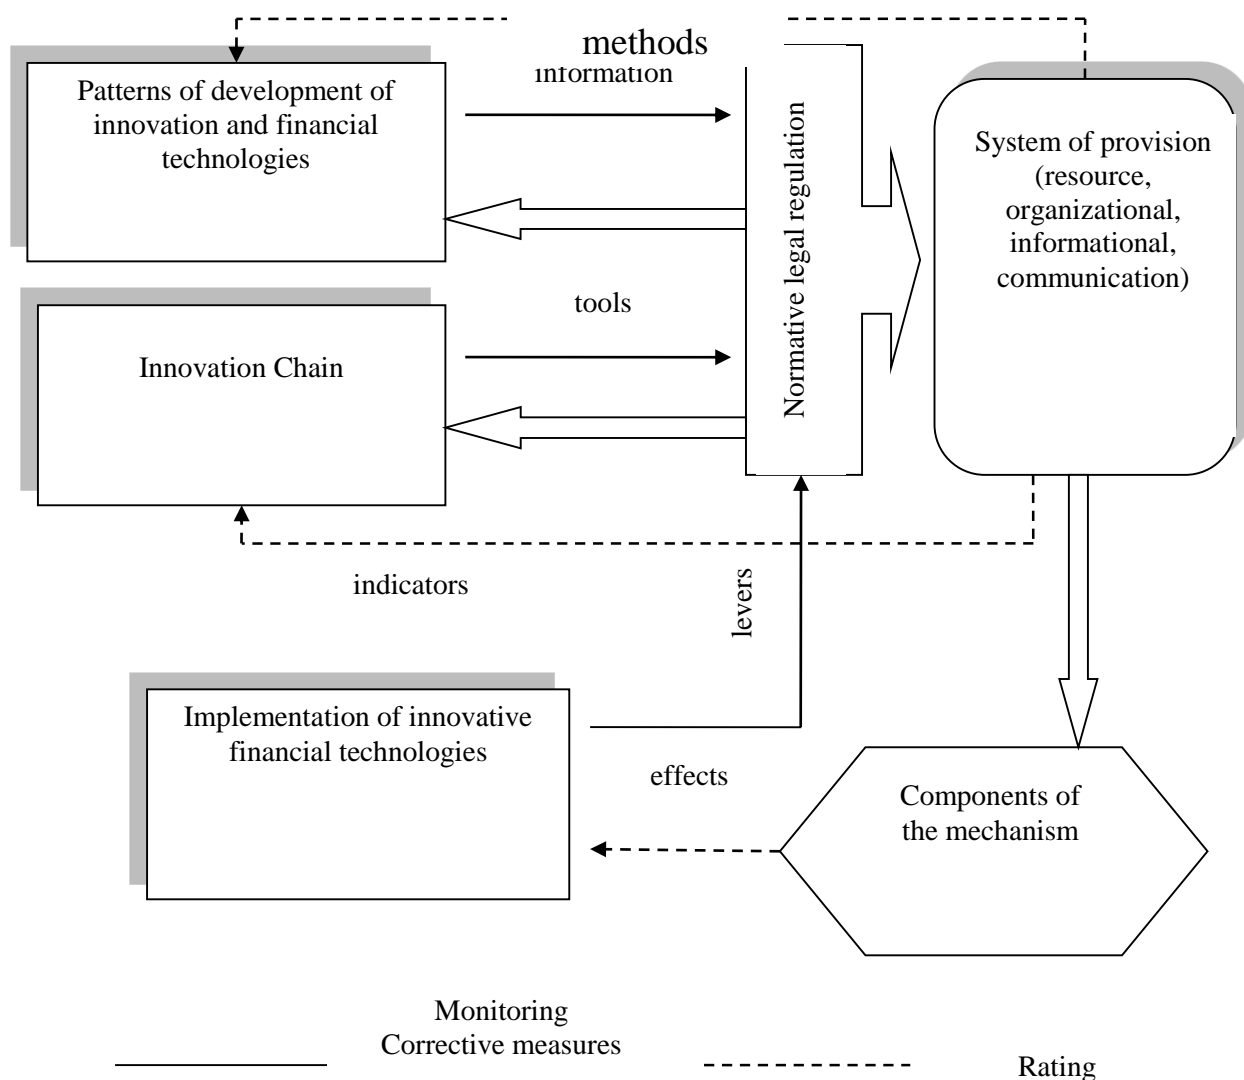 methods
information
Patterns of development of
innovation and financial
technologies
System of provision
(resource,
organizational,
informational,
communication)
Normative legal regulation
tools
Innovation Chain
indicators
levers
Implementation of innovative
financial technologies
effects
Components of
the mechanism
Monitoring
Corrective measures
Rating